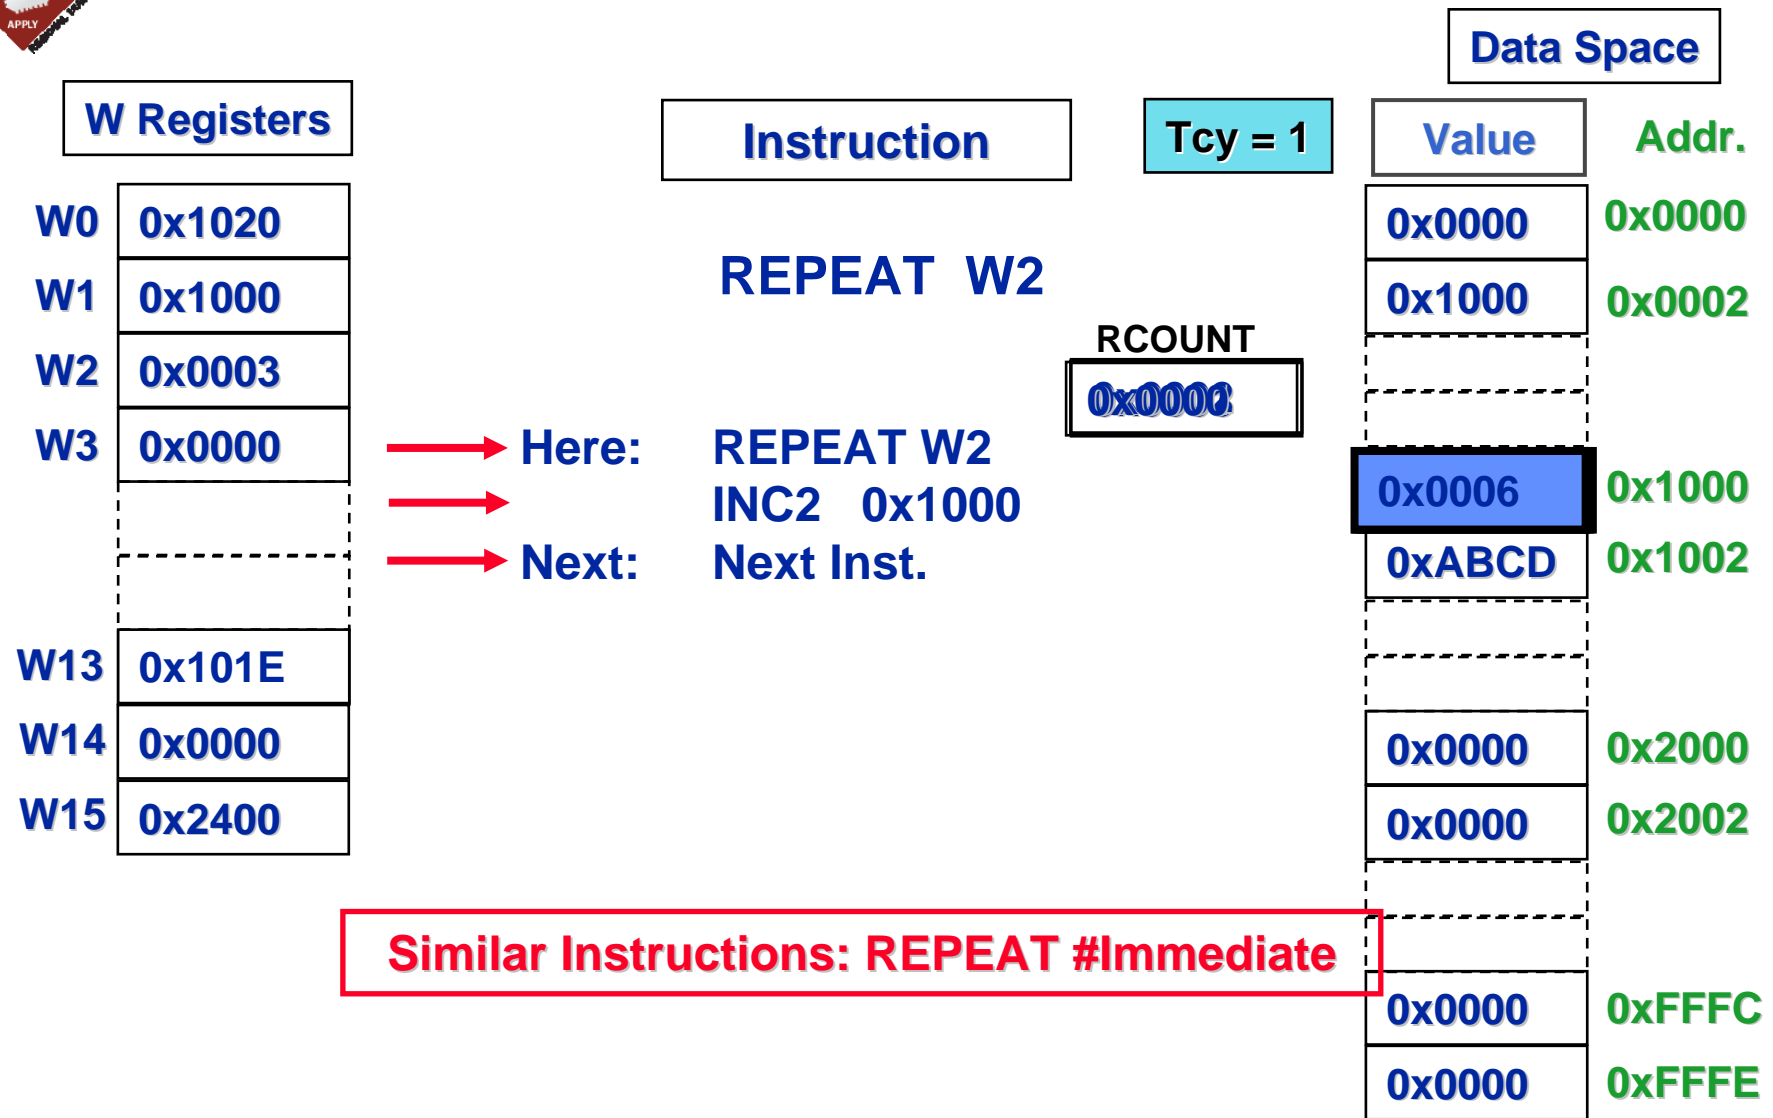 APPLY
Data Space
W Registers
Instruction
Tcy = 1
Value
Addr.
W0 0x1020
W1 0x1000
W2 0x0003
W3 0x0000
W13 0x101E
W14 0x0000
W15 0x2400
REPEAT W2
RCOUNT
Here: REPEAT W2
INC2 0x1000
Next: Next Inst.
0x0000 0x0000
0x1000 0x0002
0x0006 0x1000
0xABCD 0x1002
0x0000 0x2000
0x0000 0x2002
0x0000 0xFFFC
0x0000 0xFFFE
Similar Instructions: REPEAT #Immediate